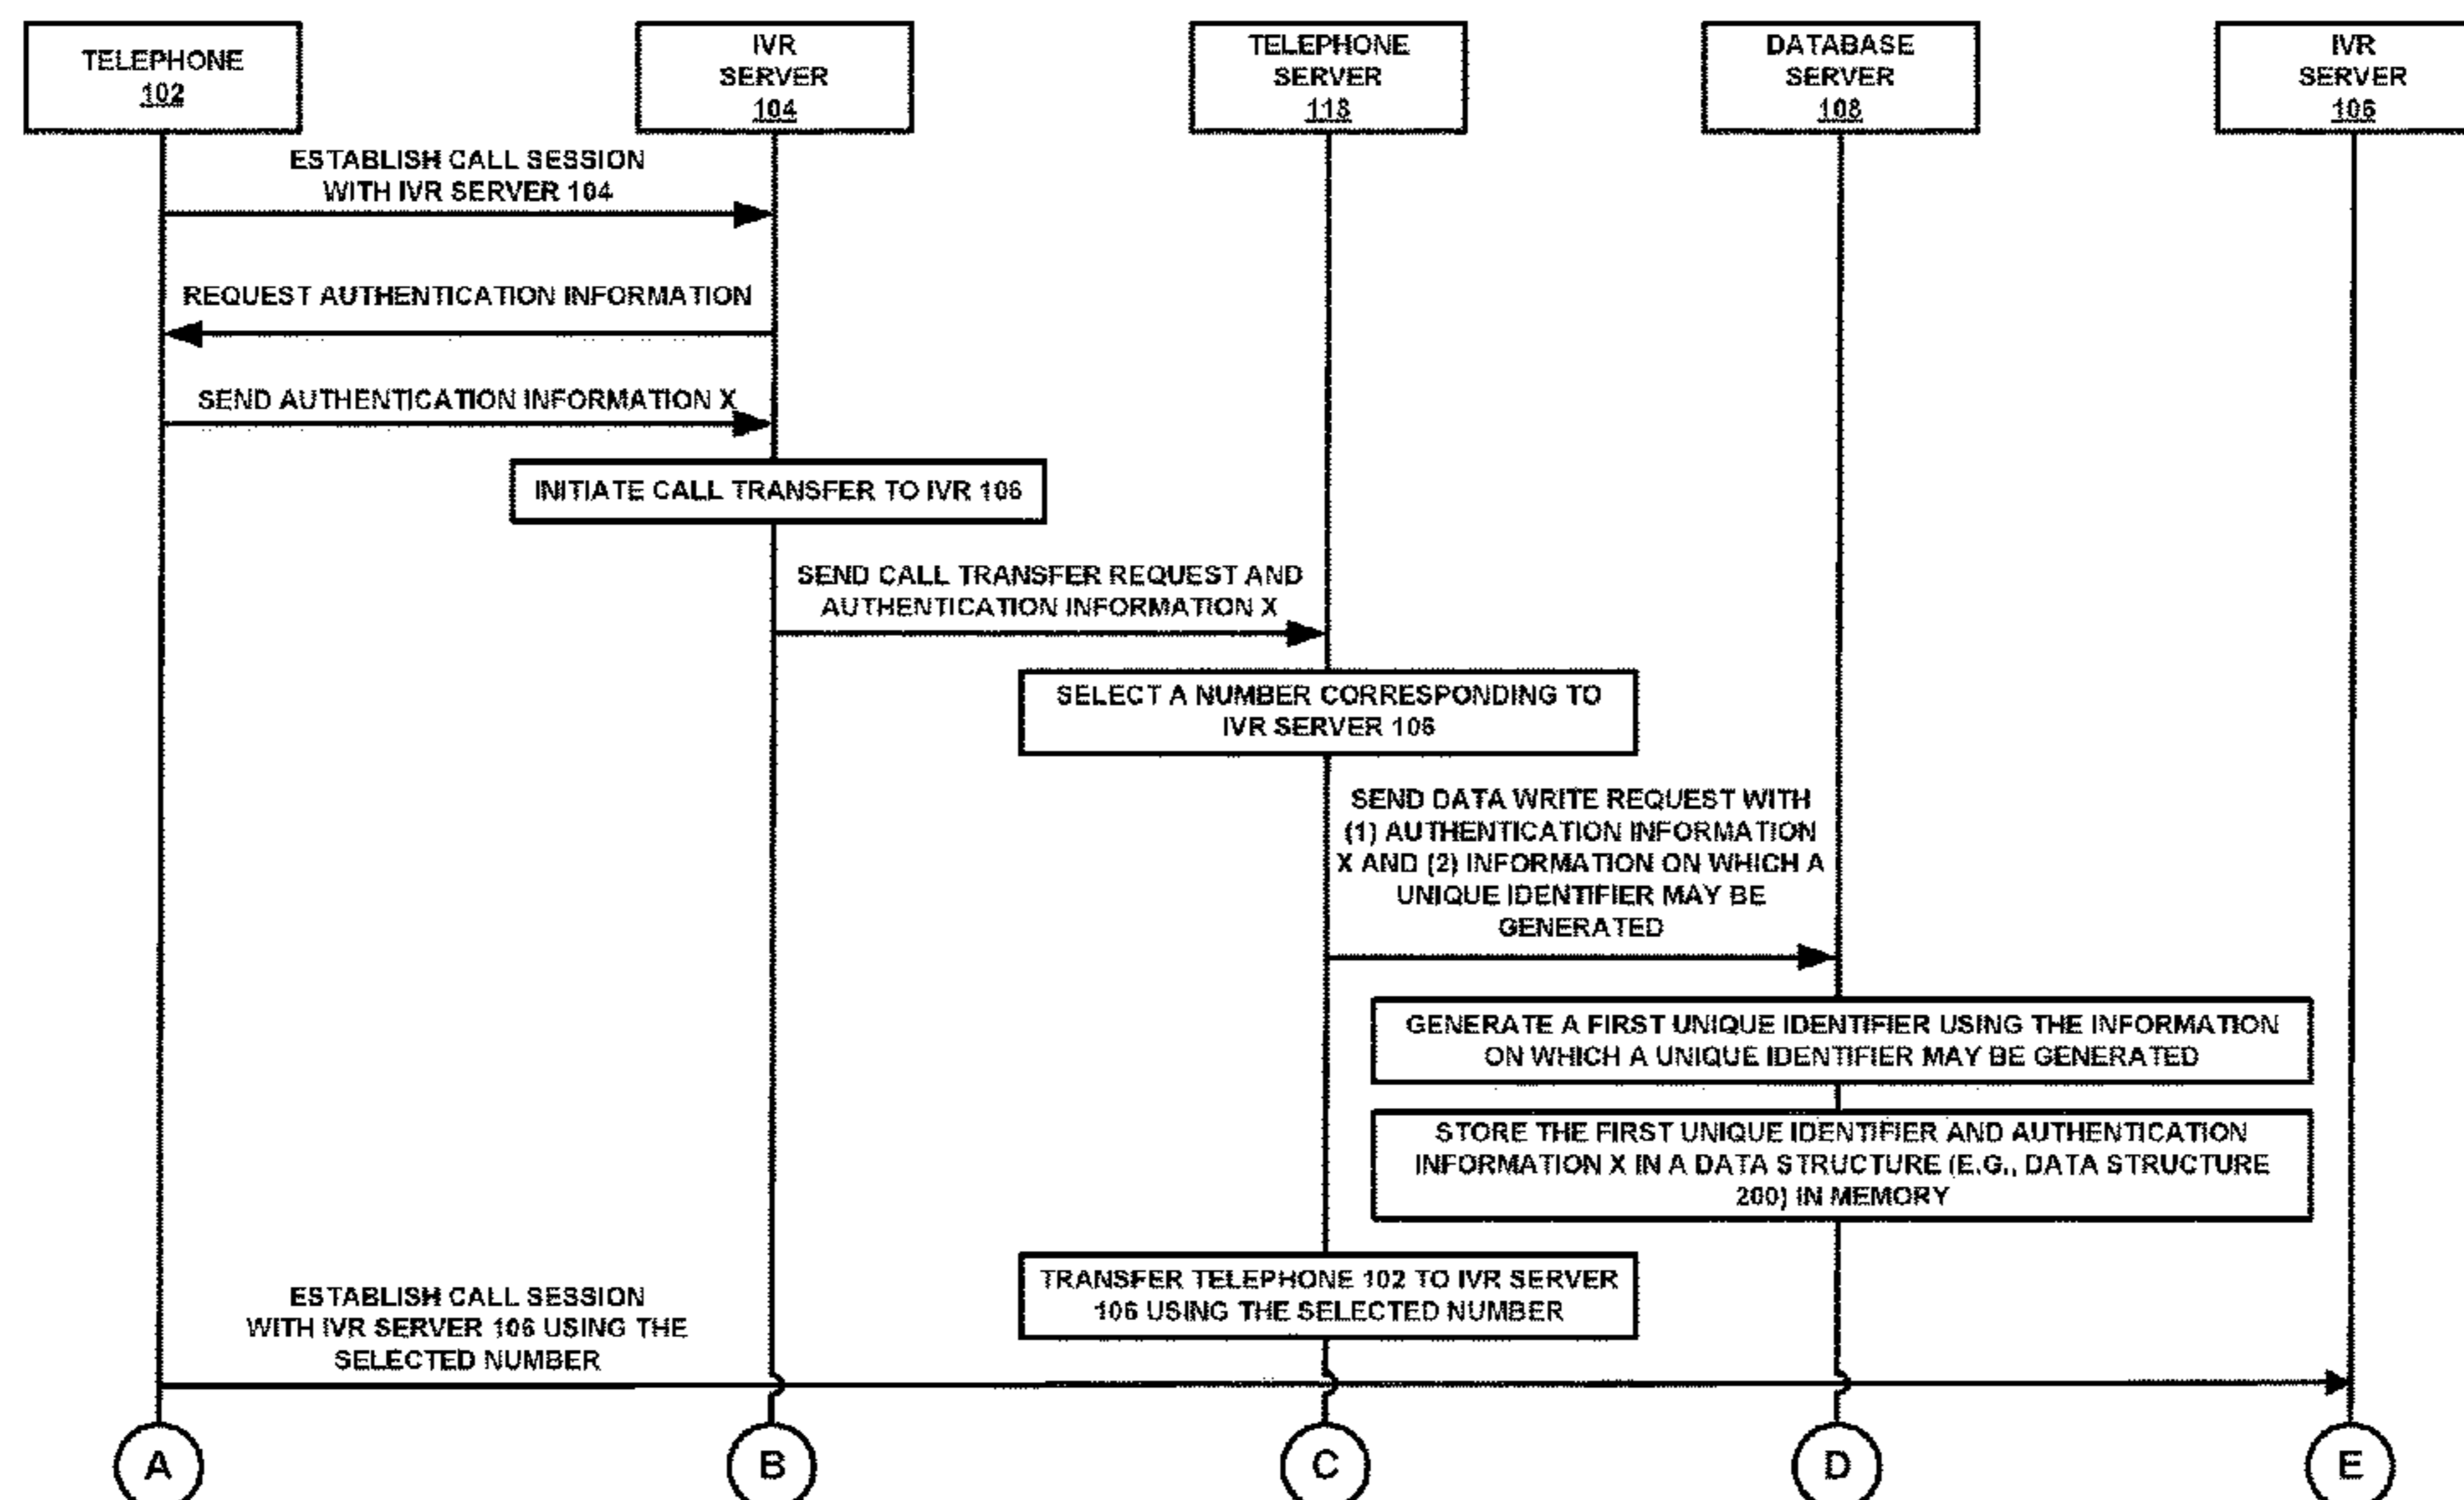 TELEPHONE
102
IVR
SERVER
104
TELEPHONE
SERVER
118
DATABASE
SERVER
108
IVR
SERVER
106
ESTABLISH CALL SESSION
WITH IVR SERVER 104
REQUEST AUTHENTICATION INFORMATION
SEND AUTHENTICATION INFORMATION X
INITIATE CALL TRANSFER TO IVR 106
SEND CALL TRANSFER REQUEST AND
AUTHENTICATION INFORMATION X
SELECT A NUMBER CORRESPONDING TO
IVR SERVER 106
SEND DATA WRITE REQUEST WITH
(1) AUTHENTICATION INFORMATION
X AND (2) INFORMATION ON WHICH A
UNIQUE IDENTIFIER MAY BE
GENERATED
GENERATE A FIRST UNIQUE IDENTIFIER USING THE INFORMATION
ON WHICH A UNIQUE IDENTIFIER MAY BE GENERATED
STORE THE FIRST UNIQUE IDENTIFIER AND AUTHENTICATION
INFORMATION X IN A DATA STRUCTURE (E.G., DATA STRUCTURE
200) IN MEMORY
TRANSFER TELEPHONE 102 TO IVR SERVER
106 USING THE SELECTED NUMBER
ESTABLISH CALL SESSION
WITH IVR SERVER 106 USING THE
SELECTED NUMBER
A
B
C
D
E